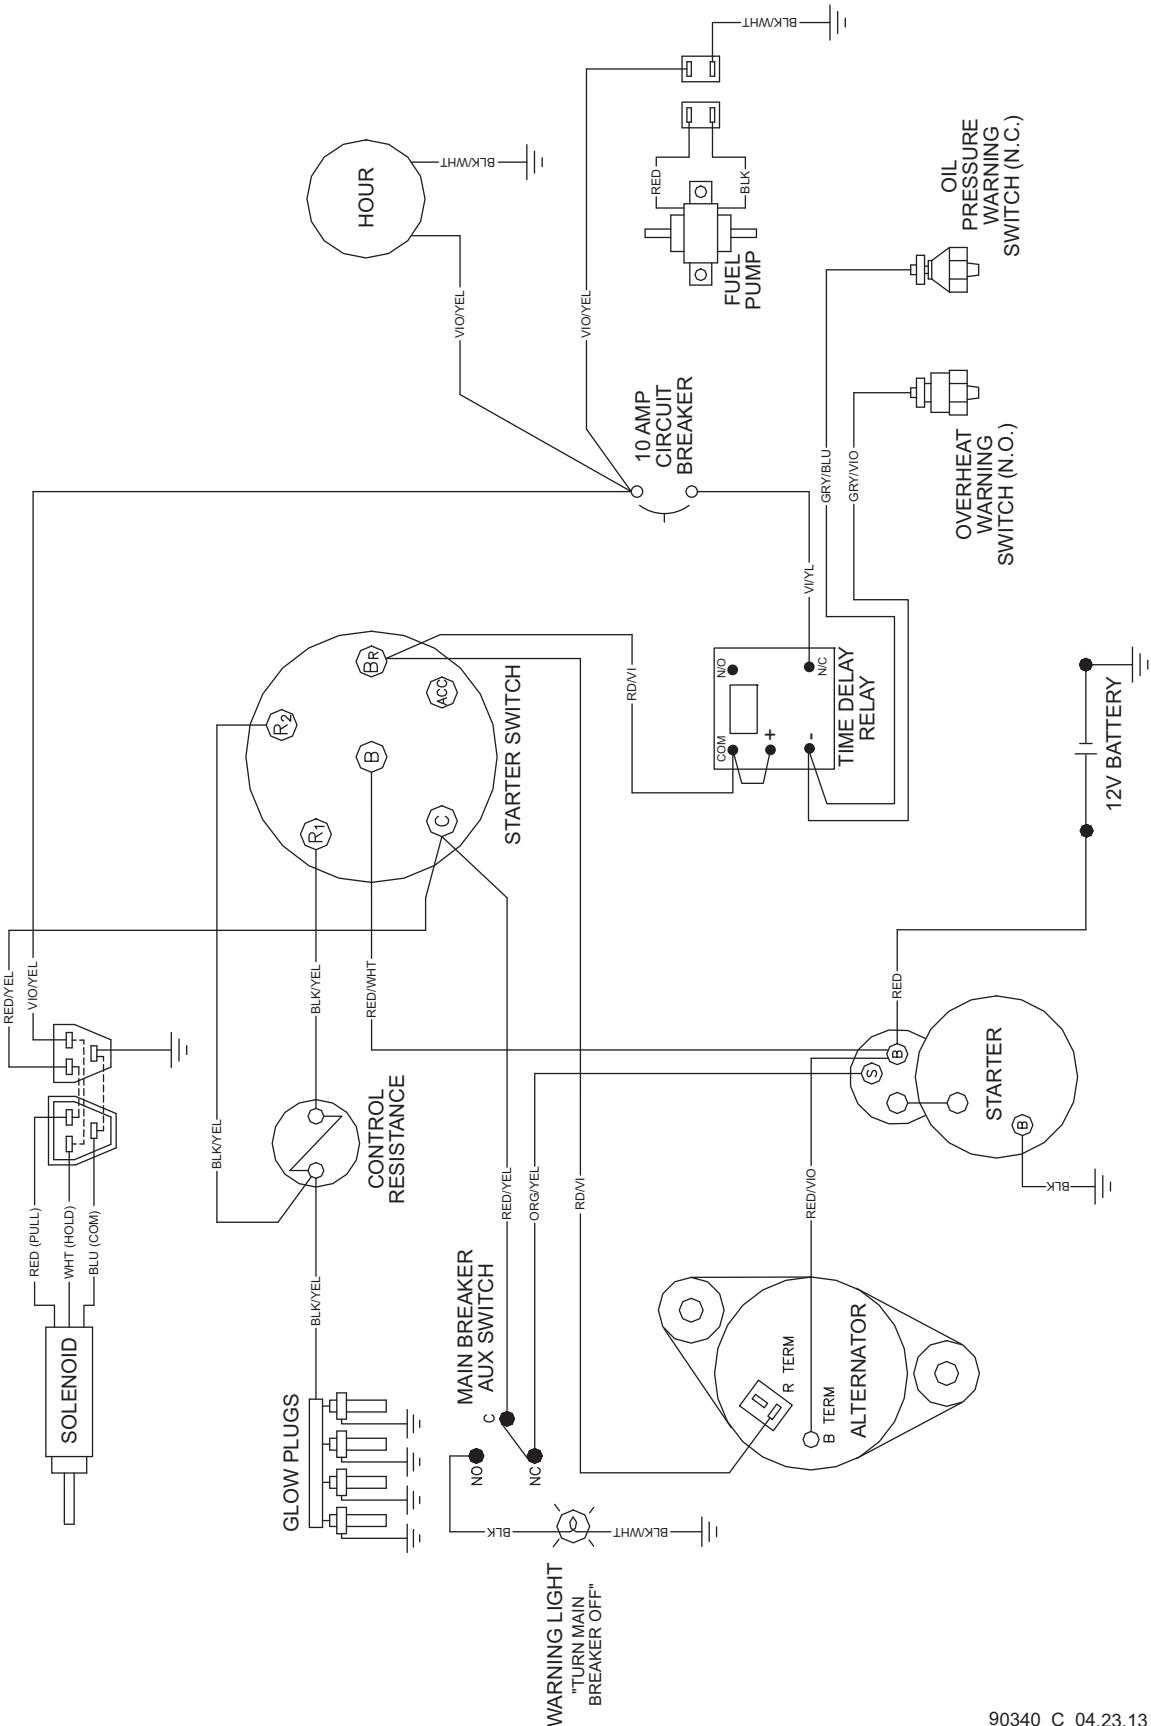 BLK/WHT
HOUR
BLK/WHT
VIO/YEL
VIO/YEL
RED
BLK
FUEL
PUMP
OIL
PRESSURE
WARNING
SWITCH (N.C.)
10 AMP
CIRCUIT
BREAKER
GRY/BLU
GRY/VIO
OVERHEAT
WARNING
SWITCH (N.O.)
VI/YL
RD/VI
N/O
N/C
COM
+
-
TIME DELAY
RELAY
BR
ACC
R2
B
R1
C
STARTER SWITCH
12V BATTERY
RED/YEL
VIO/YEL
BLK/YEL
RED/WHT
RED
B
S
STARTER
B
BLK
CONTROL
RESISTANCE
BLK/YEL
RED/YEL
ORG/YEL
RD/VI
RED/VIO
RED (PULL)
WHT (HOLD)
BLU (COM)
SOLENOID
BLK/YEL
GLOW PLUGS
MAIN BREAKER
AUX SWITCH
C
NO
NC
R TERM
B TERM
ALTERNATOR
BLK
BLK/WHT
WARNING LIGHT
"TURN MAIN
BREAKER OFF"
90340 C 04.23.13